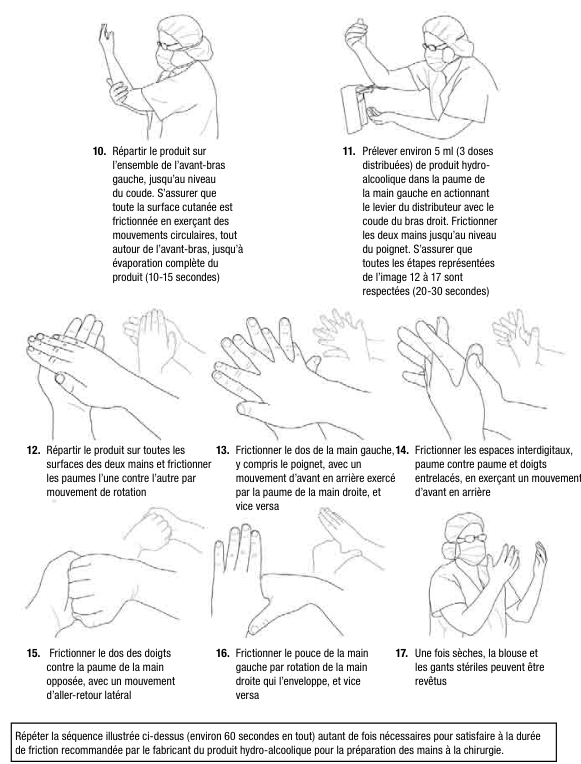 10. Répartir le produit sur
l'ensemble de l'avant-bras
gauche, jusqu'au niveau
du coude. S'assurer que
toute la surface cutanée est
frictionnée en exerçant des
mouvements circulaires, tout
autour de l'avant-bras, jusqu'à
évaporation complète du
produit (10-15 secondes)
11. Prélever environ 5 ml (3 doses
distribuées) de produit hydro-
alcoolique dans la paume de
la main gauche en actionnant
le levier du distributeur avec le
coude du bras droit. Frictionner
les deux mains jusqu'au niveau
du poignet. S'assurer que
toutes les étapes représentées
de l'image 12 à 17 sont
respectées (20-30 secondes)
12. Répartir le produit sur toutes les
surfaces des deux mains et frictionner
les paumes l'une contre l'autre par
mouvement de rotation
13. Frictionner le dos de la main gauche,
y compris le poignet, avec un
mouvement d'avant en arrière exercé
par la paume de la main droite, et
vice versa
14. Frictionner les espaces interdigitaux,
paume contre paume et doigts
entrelacés, en exerçant un mouvement
d'avant en arrière
15. Frictionner le dos des doigts
contre la paume de la main
opposée, avec un mouvement
d'aller-retour latéral
16. Frictionner le pouce de la main
gauche par rotation de la main
droite qui l'enveloppe, et vice
versa
17. Une fois sèches, la blouse et
les gants stériles peuvent être
revêtus
Répéter la séquence illustrée ci-dessus (environ 60 secondes en tout) autant de fois nécessaires pour satisfaire à la durée
de friction recommandée par le fabricant du produit hydro-alcoolique pour la préparation des mains à la chirurgie.